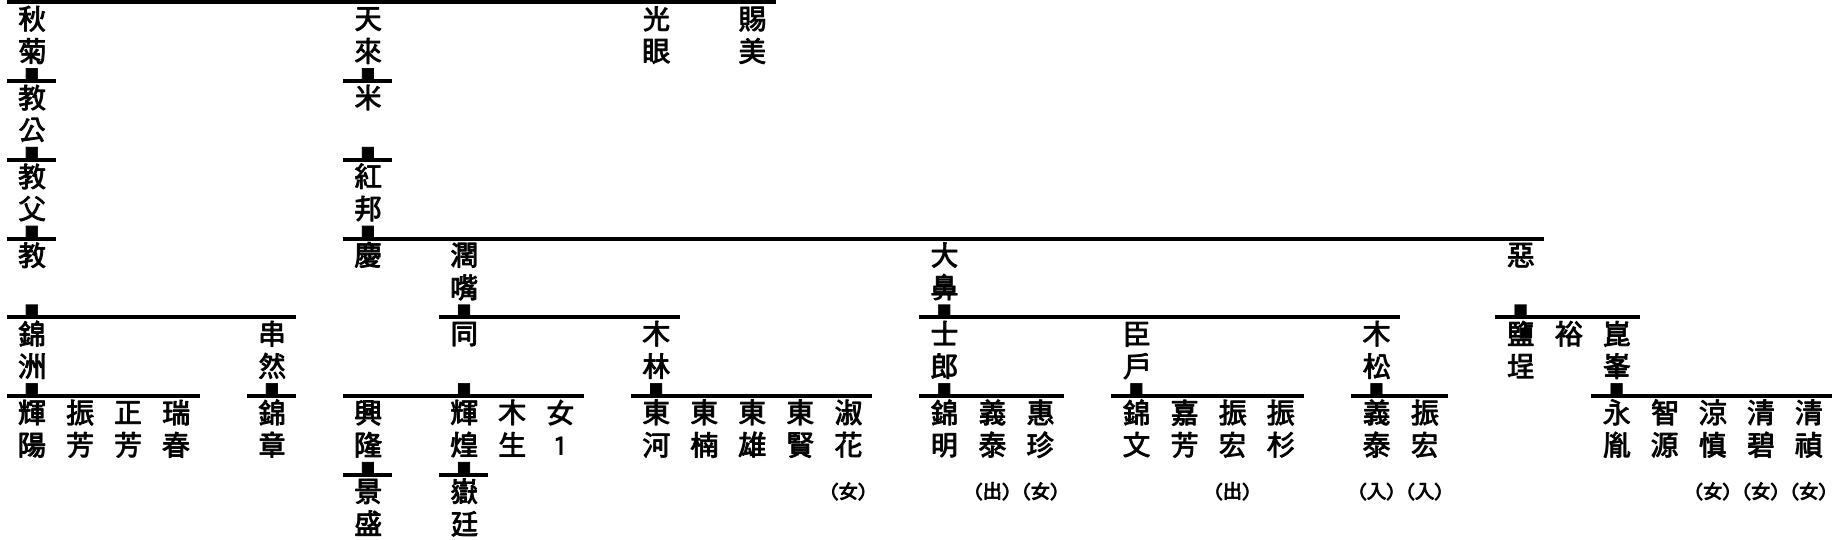 秋菊 天來 光眼 賜美
教公 米
教父 紅邦
教 慶 濶嘴 大鼻 惡
錦洲 串然 同 木林 士郎 臣戶 木松 鹽埕 裕 崑峯
輝陽 振芳 正芳 瑞春 錦章 興隆 輝煌 木生 女1 東河 東楠 東雄 東賢 淑花(女) 錦明 義泰(出) 惠珍(女) 錦文 嘉芳 振宏(出) 振杉 義泰(入) 振宏(入) 永胤 智源 涼慎(女) 清碧(女) 清禎(女)
景盛 嶽廷